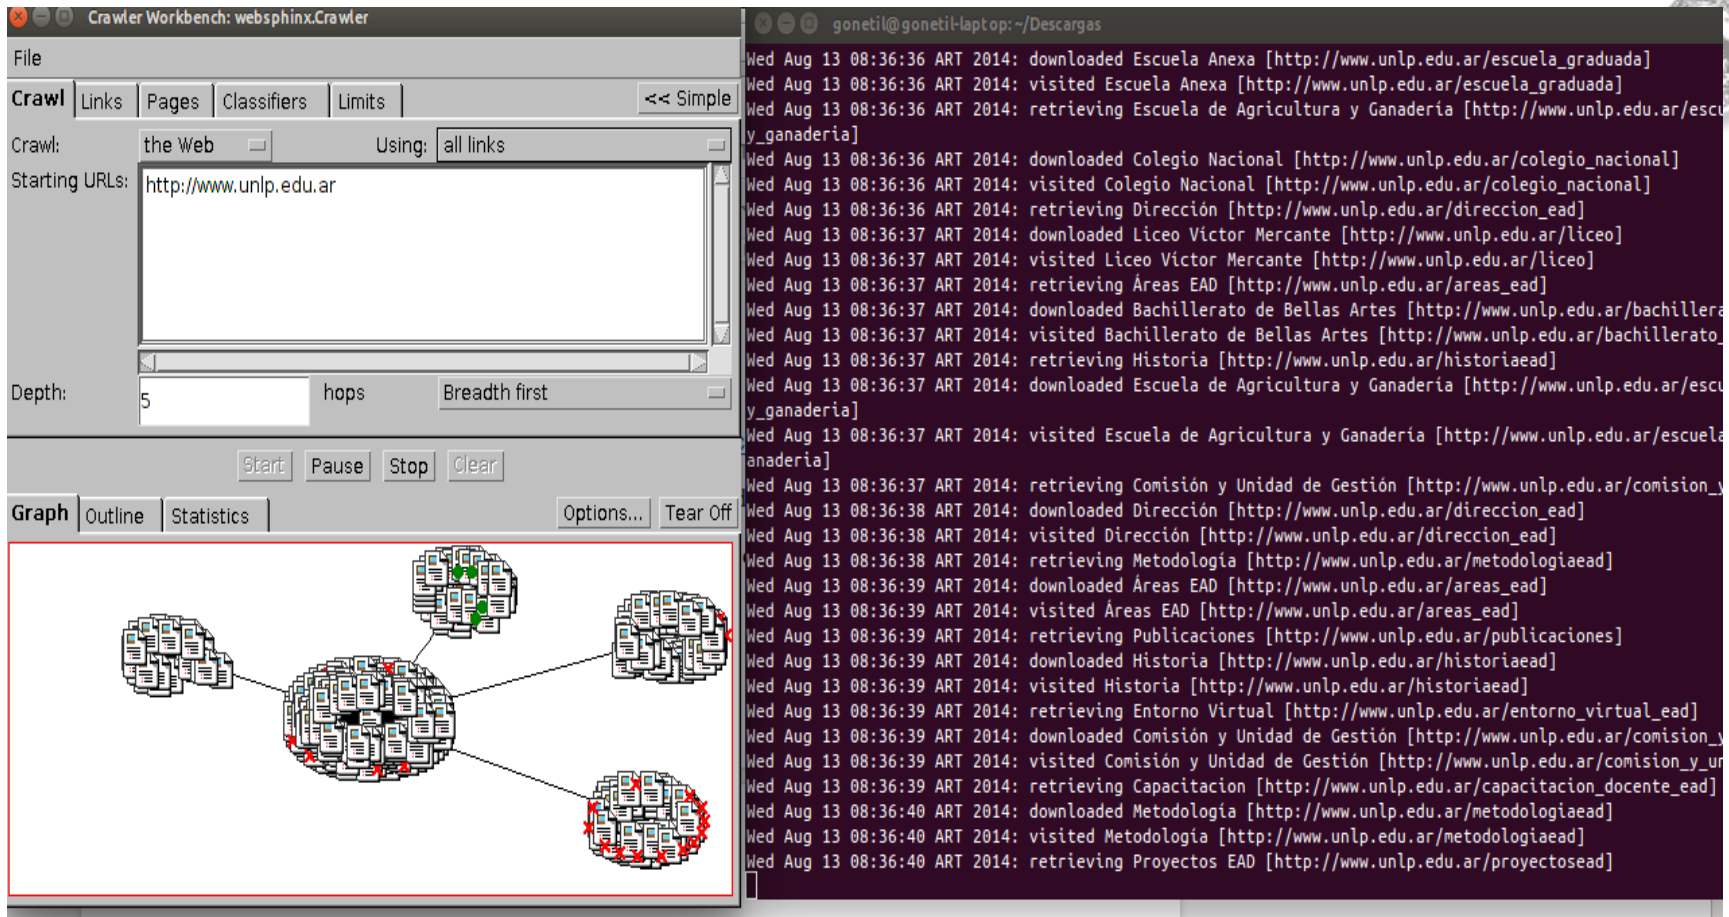 Crawler Workbench: websphinx.Crawler
File
Crawl Links Pages Classifiers Limits << Simple
Crawl: the Web Using: all links
Starting URLs: http://www.unlp.edu.ar
Depth: 5 hops Breadth first
Start Pause Stop Clear
Graph Outline Statistics Options... Tear Off
gonetil@gonetil-laptop: ~/Descargas
Wed Aug 13 08:36:36 ART 2014: downloaded Escuela Anexa [http://www.unlp.edu.ar/escuela_graduada]
Wed Aug 13 08:36:36 ART 2014: visited Escuela Anexa [http://www.unlp.edu.ar/escuela_graduada]
Wed Aug 13 08:36:36 ART 2014: retrieving Escuela de Agricultura y Ganadería [http://www.unlp.edu.ar/escu
y_ganaderia]
Wed Aug 13 08:36:36 ART 2014: downloaded Colegio Nacional [http://www.unlp.edu.ar/colegio_nacional]
Wed Aug 13 08:36:36 ART 2014: visited Colegio Nacional [http://www.unlp.edu.ar/colegio_nacional]
Wed Aug 13 08:36:36 ART 2014: retrieving Dirección [http://www.unlp.edu.ar/direccion_ead]
Wed Aug 13 08:36:37 ART 2014: downloaded Liceo Víctor Mercante [http://www.unlp.edu.ar/liceo]
Wed Aug 13 08:36:37 ART 2014: visited Liceo Víctor Mercante [http://www.unlp.edu.ar/liceo]
Wed Aug 13 08:36:37 ART 2014: retrieving Áreas EAD [http://www.unlp.edu.ar/areas_ead]
Wed Aug 13 08:36:37 ART 2014: downloaded Bachillerato de Bellas Artes [http://www.unlp.edu.ar/bachillera
Wed Aug 13 08:36:37 ART 2014: visited Bachillerato de Bellas Artes [http://www.unlp.edu.ar/bachillerato_
Wed Aug 13 08:36:37 ART 2014: retrieving Historia [http://www.unlp.edu.ar/historiaead]
Wed Aug 13 08:36:37 ART 2014: downloaded Escuela de Agricultura y Ganadería [http://www.unlp.edu.ar/escu
y_ganaderia]
Wed Aug 13 08:36:37 ART 2014: visited Escuela de Agricultura y Ganadería [http://www.unlp.edu.ar/escuela
anaderia]
Wed Aug 13 08:36:37 ART 2014: retrieving Comisión y Unidad de Gestión [http://www.unlp.edu.ar/comision_y
Wed Aug 13 08:36:38 ART 2014: downloaded Dirección [http://www.unlp.edu.ar/direccion_ead]
Wed Aug 13 08:36:38 ART 2014: visited Dirección [http://www.unlp.edu.ar/direccion_ead]
Wed Aug 13 08:36:38 ART 2014: retrieving Metodología [http://www.unlp.edu.ar/metodologiaead]
Wed Aug 13 08:36:39 ART 2014: downloaded Áreas EAD [http://www.unlp.edu.ar/areas_ead]
Wed Aug 13 08:36:39 ART 2014: visited Áreas EAD [http://www.unlp.edu.ar/areas_ead]
Wed Aug 13 08:36:39 ART 2014: retrieving Publicaciones [http://www.unlp.edu.ar/publicaciones]
Wed Aug 13 08:36:39 ART 2014: downloaded Historia [http://www.unlp.edu.ar/historiaead]
Wed Aug 13 08:36:39 ART 2014: visited Historia [http://www.unlp.edu.ar/historiaead]
Wed Aug 13 08:36:39 ART 2014: retrieving Entorno Virtual [http://www.unlp.edu.ar/entorno_virtual_ead]
Wed Aug 13 08:36:39 ART 2014: downloaded Comisión y Unidad de Gestión [http://www.unlp.edu.ar/comision_y
Wed Aug 13 08:36:39 ART 2014: visited Comisión y Unidad de Gestión [http://www.unlp.edu.ar/comision_y_un
Wed Aug 13 08:36:39 ART 2014: retrieving Capacitacion [http://www.unlp.edu.ar/capacitacion_docente_ead]
Wed Aug 13 08:36:40 ART 2014: downloaded Metodología [http://www.unlp.edu.ar/metodologiaead]
Wed Aug 13 08:36:40 ART 2014: visited Metodología [http://www.unlp.edu.ar/metodologiaead]
Wed Aug 13 08:36:40 ART 2014: retrieving Proyectos EAD [http://www.unlp.edu.ar/proyectosead]